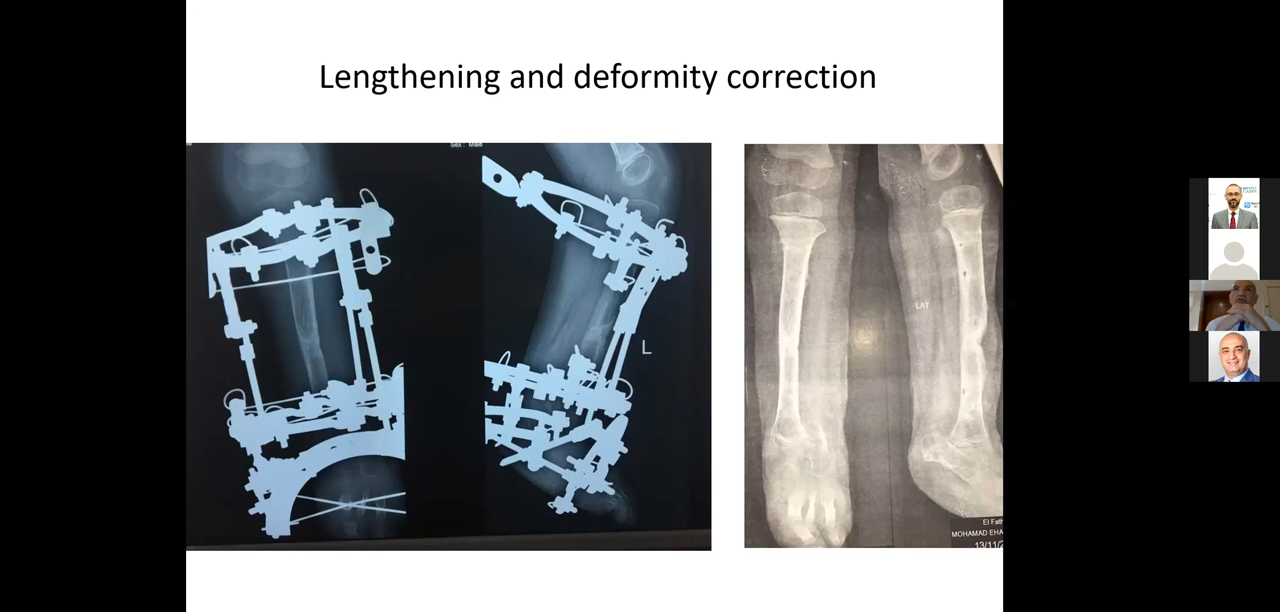 Lengthening and deformity correction
Sex : Male
L
LAT
El Fath
MOHAMAD EHA
13/11/2